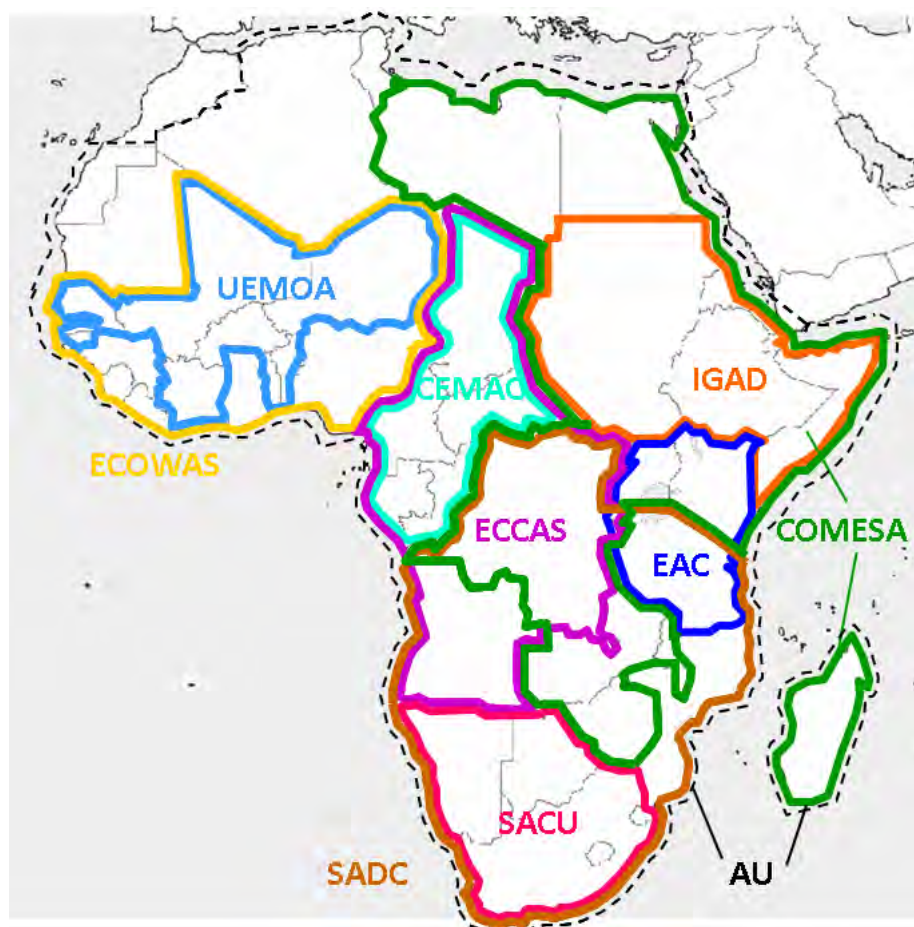 UEMOA
CEMAC
IGAD
ECOWAS
ECCAS
COMESA
EAC
SACU
SADC
AU